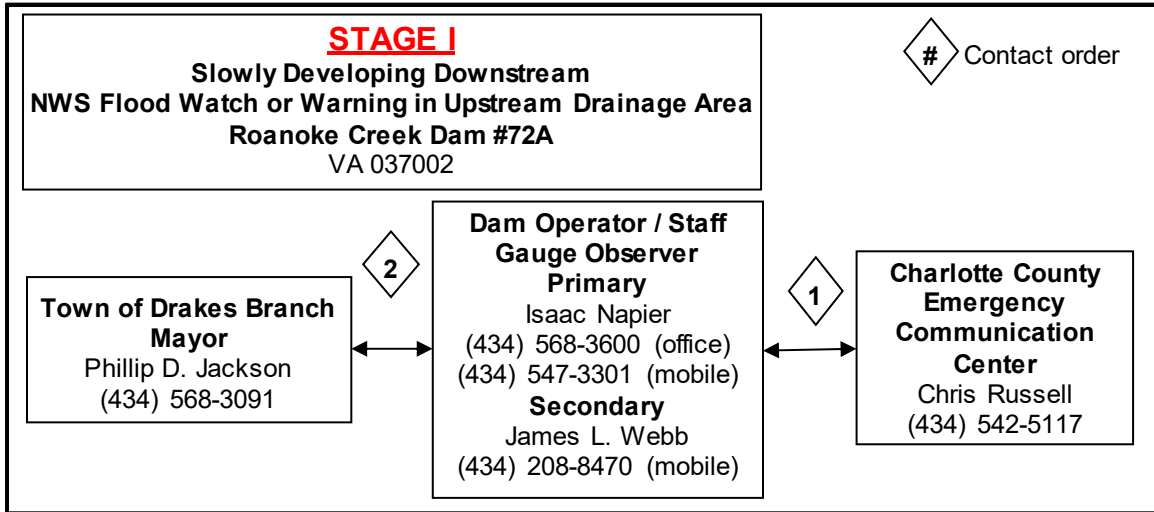 STAGE I
Slowly Developing Downstream
NWS Flood Watch or Warning in Upstream Drainage Area
Roanoke Creek Dam #72A
VA 037002
# Contact order
Town of Drakes Branch
Mayor
Phillip D. Jackson
(434) 568-3091
2
Dam Operator / Staff
Gauge Observer
Primary
Isaac Napier
(434) 568-3600 (office)
(434) 547-3301 (mobile)
Secondary
James L. Webb
(434) 208-8470 (mobile)
1
Charlotte County
Emergency
Communication
Center
Chris Russell
(434) 542-5117